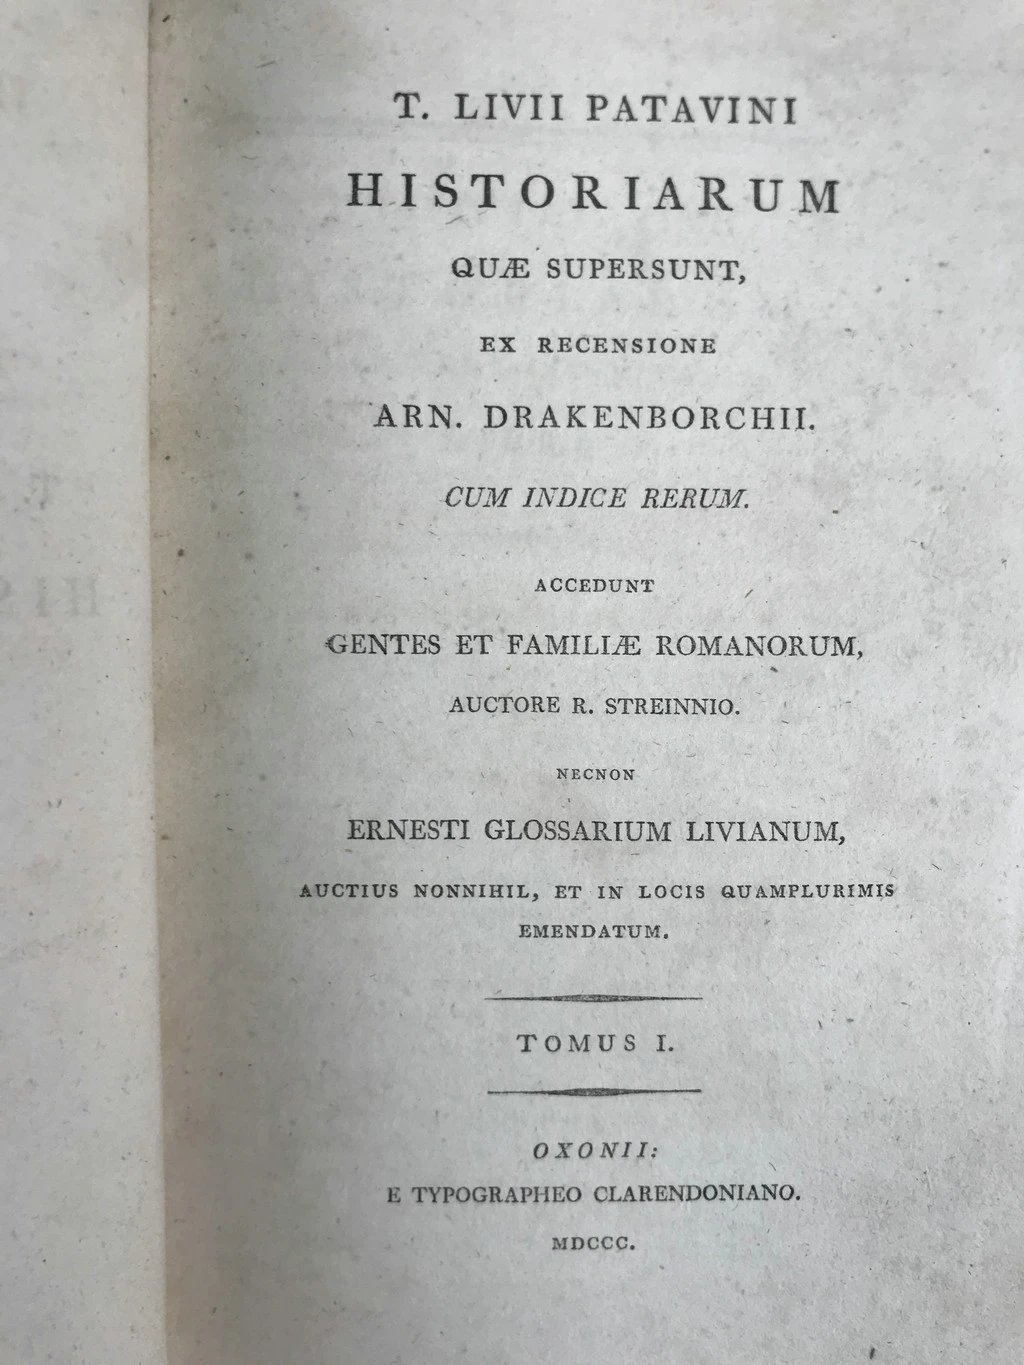 T. LIVII PATAVINI
HISTORIARUM
QUÆ SUPERSUNT,
EX RECENSIONE
ARN. DRAKENBORCHII.
CUM INDICE RERUM.
ACCEDUNT
GENTES ET FAMILIÆ ROMANORUM,
AUCTORE R. STREINNIO.
NECNON
ERNESTI GLOSSARIUM LIVIANUM,
AUCTIUS NONNIHIL, ET IN LOCIS QUAMPLURIMIS
EMENDATUM.
TOMUS I.
OXONII:
E TYPOGRAPHEO CLARENDONIANO.
MDCCC.